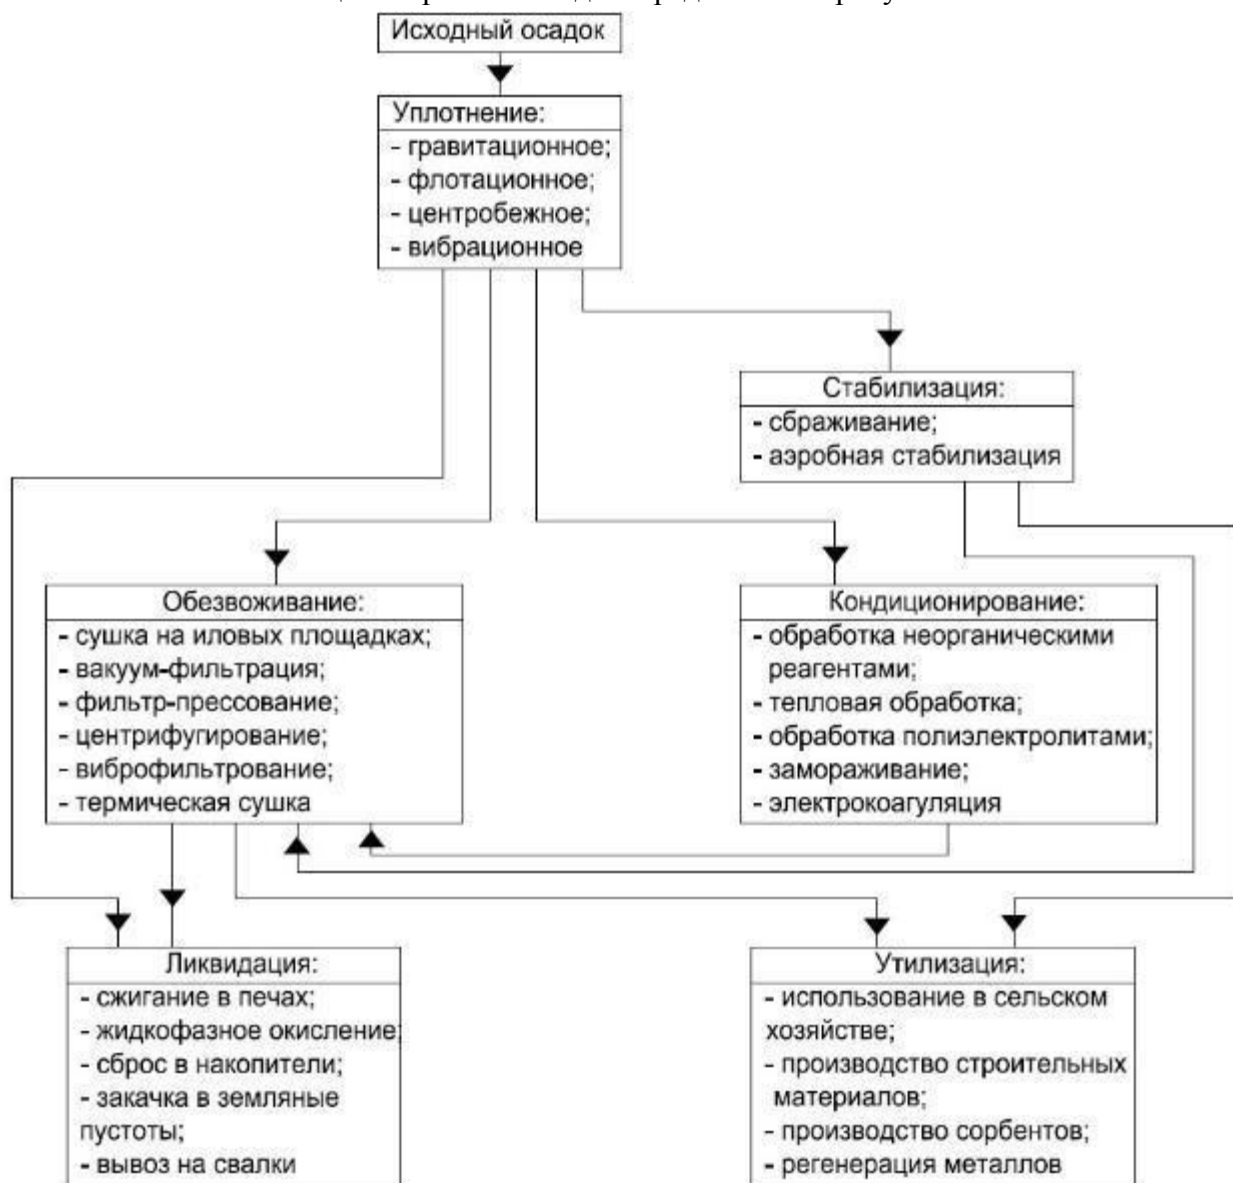 Исходный осадок
Уплотнение:
- гравитационное;
- флотационное;
- центробежное;
- вибрационное
Стабилизация:
- сбраживание;
- аэробная стабилизация
Обезвоживание:
- сушка на иловых площадках;
- вакуум-фильтрация;
- фильтр-прессование;
- центрифугирование;
- виброфильтрование;
- термическая сушка
Кондиционирование:
- обработка неорганическими
реагентами;
- тепловая обработка;
- обработка полиэлектролитами;
- замораживание;
- электрокоагуляция
Ликвидация:
- сжигание в печах;
- жидкофазное окисление;
- сброс в накопители;
- закачка в земляные
пустоты;
- вывоз на свалки
Утилизация:
- использование в сельском
хозяйстве;
- производство строительных
материалов;
- производство сорбентов;
- регенерация металлов